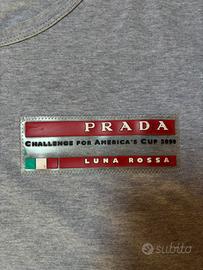 PRADA
CHALLENGE FOR AMERICA'S CUP 2000
LUNA ROSSA
subito